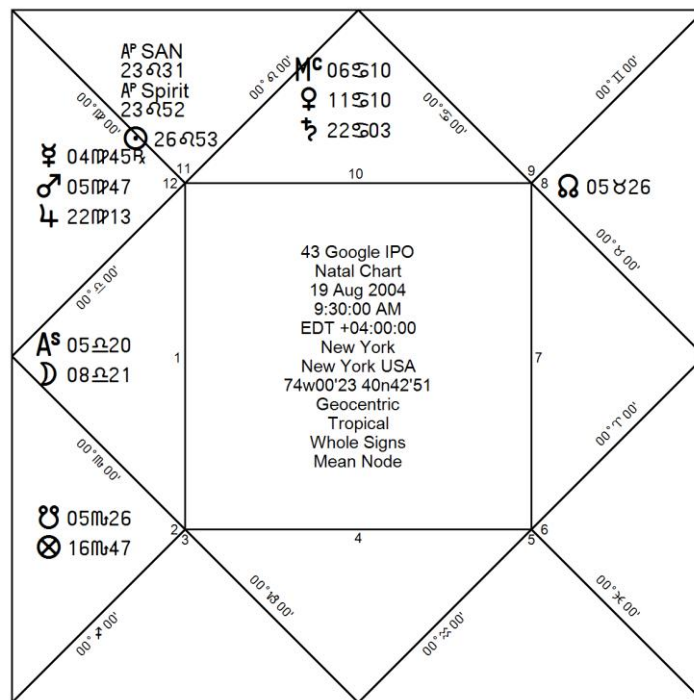 AP SAN
23♌31
AP Spirit
23♌52
☉ 26♌53
00°♌00'
MC 06♋10
♀ 11♋10
♄ 22♋03
00°♋00'
00°♊00'
00°♍00'
☿ 04♍45℞
♂ 05♍47
♃ 22♍13
11
12
10
9
8
☊ 05♉26
00°♎00'
00°♉00'
43 Google IPO
Natal Chart
19 Aug 2004
9:30:00 AM
EDT +04:00:00
New York
New York USA
74w00'23 40n42'51
Geocentric
Tropical
Whole Signs
Mean Node
AS 05♎20
☽ 08♎21
1
7
00°♏00'
00°♈00'
☋ 05♏26
⊗ 16♏47
2
3
4
5
6
00°♐00'
00°♑00'
00°♒00'
00°♓00'